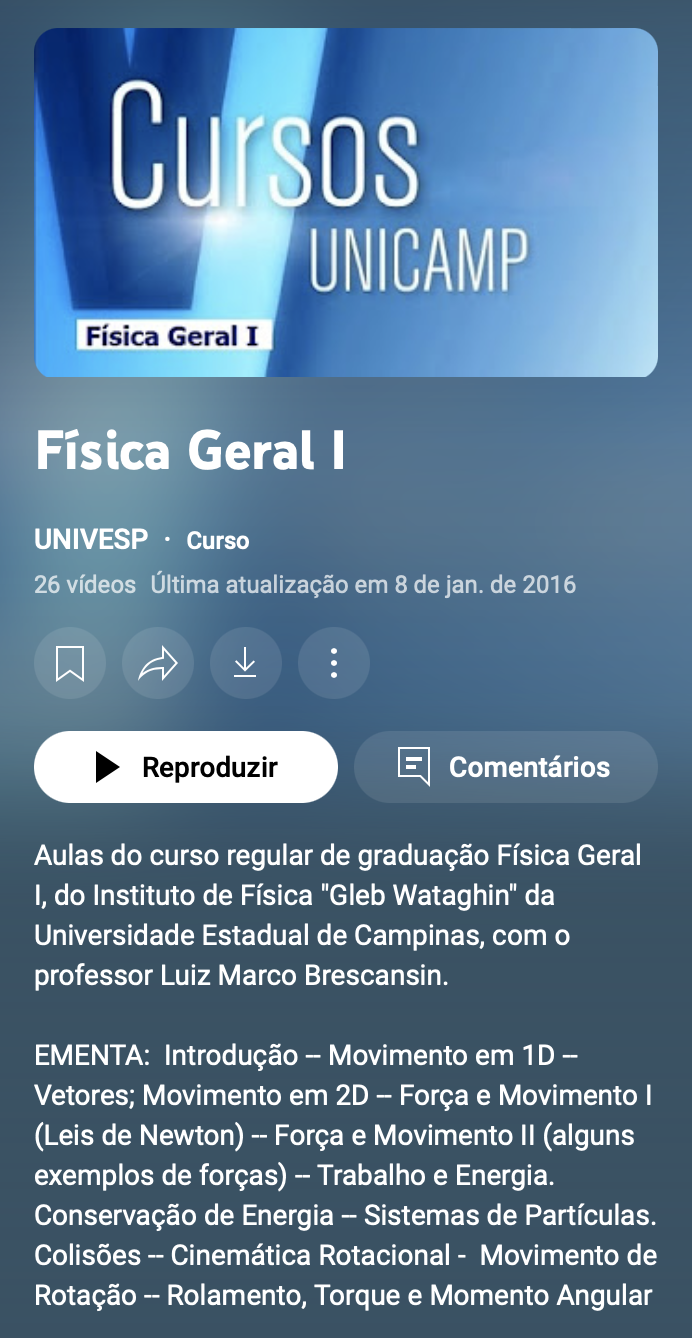 Cursos
UNICAMP
Física Geral I
Física Geral I
UNIVESP · Curso
26 vídeos Última atualização em 8 de jan. de 2016
Reproduzir
Comentários
Aulas do curso regular de graduação Física Geral
I, do Instituto de Física "Gleb Wataghin" da
Universidade Estadual de Campinas, com o
professor Luiz Marco Brescansin.
EMENTA:  Introdução -- Movimento em 1D --
Vetores; Movimento em 2D -- Força e Movimento I
(Leis de Newton) -- Força e Movimento II (alguns
exemplos de forças) -- Trabalho e Energia.
Conservação de Energia -- Sistemas de Partículas.
Colisões -- Cinemática Rotacional -  Movimento de
Rotação -- Rolamento, Torque e Momento Angular